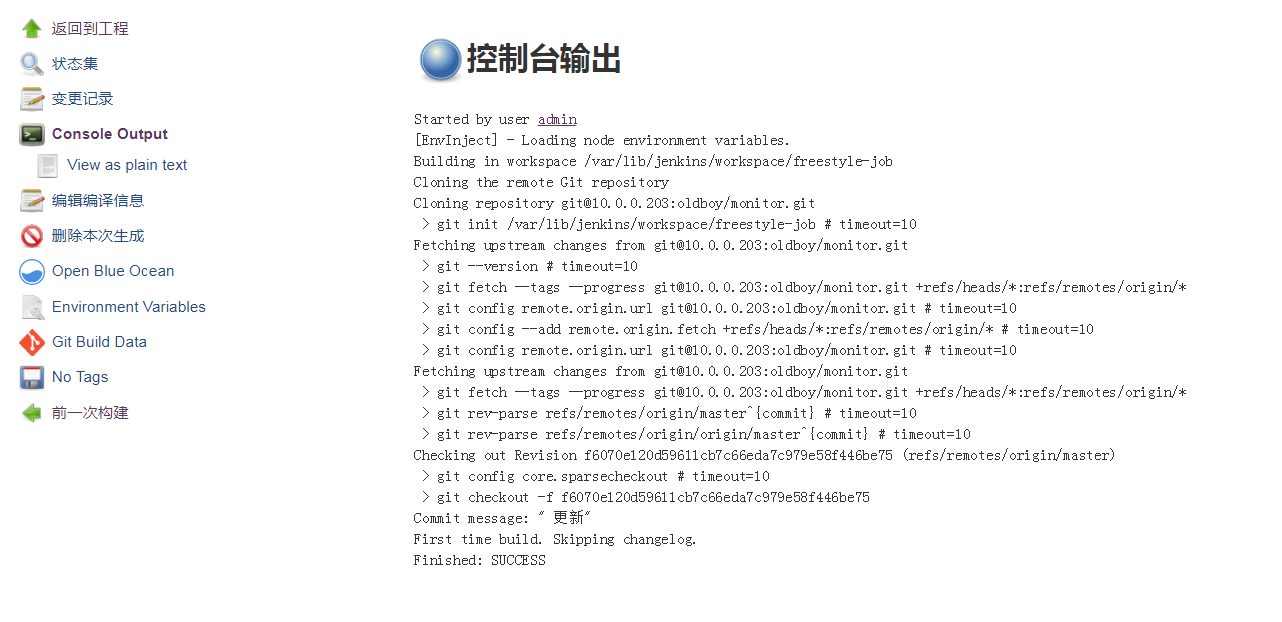 返回到工程
状态集
变更记录
Console Output
View as plain text
编辑编译信息
删除本次生成
Open Blue Ocean
Environment Variables
Git Build Data
No Tags
前一次构建
控制台输出
Started by user admin
[EnvInject] - Loading node environment variables.
Building in workspace /var/lib/jenkins/workspace/freestyle-job
Cloning the remote Git repository
Cloning repository git@10.0.0.203:oldboy/monitor.git
> git init /var/lib/jenkins/workspace/freestyle-job # timeout=10
Fetching upstream changes from git@10.0.0.203:oldboy/monitor.git
> git --version # timeout=10
> git fetch --tags --progress git@10.0.0.203:oldboy/monitor.git +refs/heads/*:refs/remotes/origin/*
> git config remote.origin.url git@10.0.0.203:oldboy/monitor.git # timeout=10
> git config --add remote.origin.fetch +refs/heads/*:refs/remotes/origin/* # timeout=10
> git config remote.origin.url git@10.0.0.203:oldboy/monitor.git # timeout=10
Fetching upstream changes from git@10.0.0.203:oldboy/monitor.git
> git fetch --tags --progress git@10.0.0.203:oldboy/monitor.git +refs/heads/*:refs/remotes/origin/*
> git rev-parse refs/remotes/origin/master^{commit} # timeout=10
> git rev-parse refs/remotes/origin/origin/master^{commit} # timeout=10
Checking out Revision f6070e120d59611cb7c66eda7c979e58f446be75 (refs/remotes/origin/master)
> git config core.sparsecheckout # timeout=10
> git checkout -f f6070e120d59611cb7c66eda7c979e58f446be75
Commit message: " 更新"
First time build. Skipping changelog.
Finished: SUCCESS